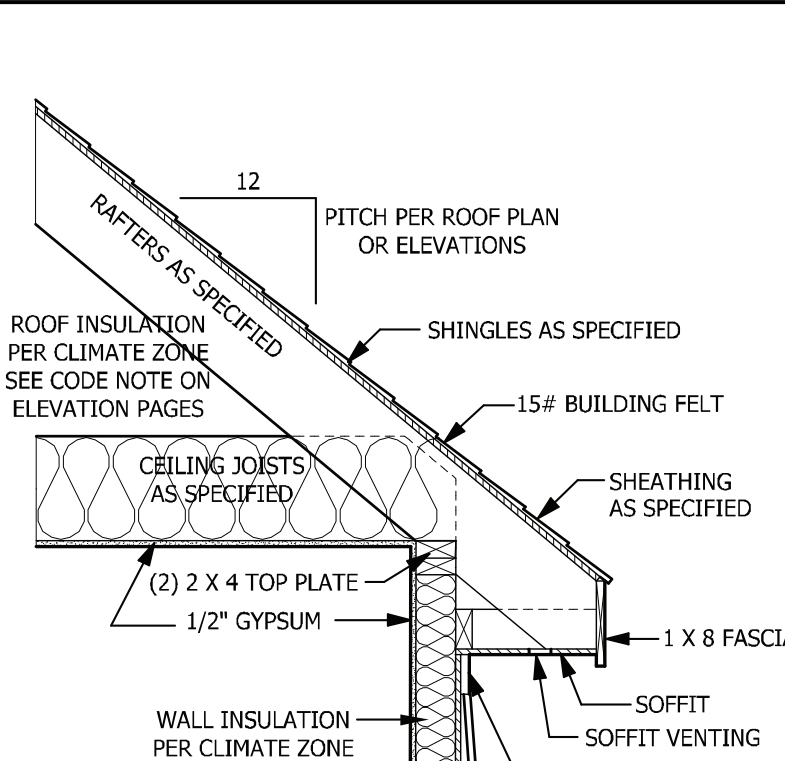 12
PITCH PER ROOF PLAN
OR ELEVATIONS
RAFTERS AS SPECIFIED
ROOF INSULATION
PER CLIMATE ZONE
SEE CODE NOTE ON
ELEVATION PAGES
SHINGLES AS SPECIFIED
15# BUILDING FELT
CEILING JOISTS
AS SPECIFIED
SHEATHING
AS SPECIFIED
(2) 2 X 4 TOP PLATE
1/2" GYPSUM
1 X 8 FASCIA
SOFFIT
SOFFIT VENTING
WALL INSULATION
PER CLIMATE ZONE